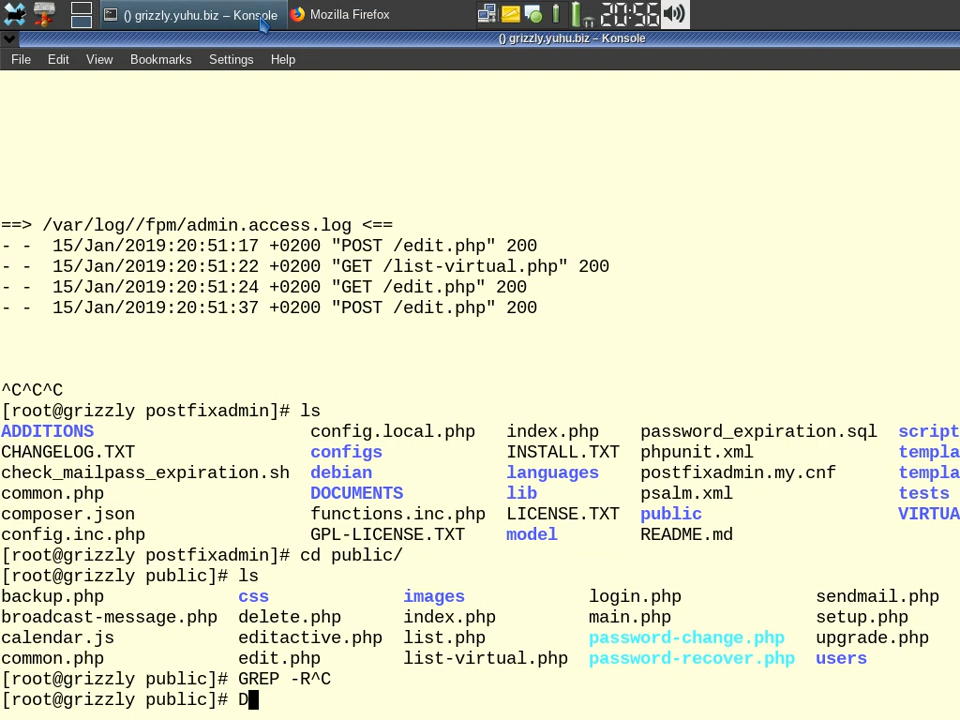 () grizzly.yuhu.biz – Konsole
Mozilla Firefox
20:56
() grizzly.yuhu.biz – Konsole
File Edit View Bookmarks Settings Help
==> /var/log//fpm/admin.access.log <==
- -  15/Jan/2019:20:51:17 +0200 "POST /edit.php" 200
- -  15/Jan/2019:20:51:22 +0200 "GET /list-virtual.php" 200
- -  15/Jan/2019:20:51:24 +0200 "GET /edit.php" 200
- -  15/Jan/2019:20:51:37 +0200 "POST /edit.php" 200
^C^C^C
[root@grizzly postfixadmin]# ls
ADDITIONS config.local.php index.php password_expiration.sql script
CHANGELOG.TXT configs INSTALL.TXT phpunit.xml templa
check_mailpass_expiration.sh debian languages postfixadmin.my.cnf templa
common.php DOCUMENTS lib psalm.xml tests
composer.json functions.inc.php LICENSE.TXT public VIRTUA
config.inc.php GPL-LICENSE.TXT model README.md
[root@grizzly postfixadmin]# cd public/
[root@grizzly public]# ls
backup.php css images login.php sendmail.php
broadcast-message.php delete.php index.php main.php setup.php
calendar.js editactive.php list.php password-change.php upgrade.php
common.php edit.php list-virtual.php password-recover.php users
[root@grizzly public]# GREP -R^C
[root@grizzly public]# D